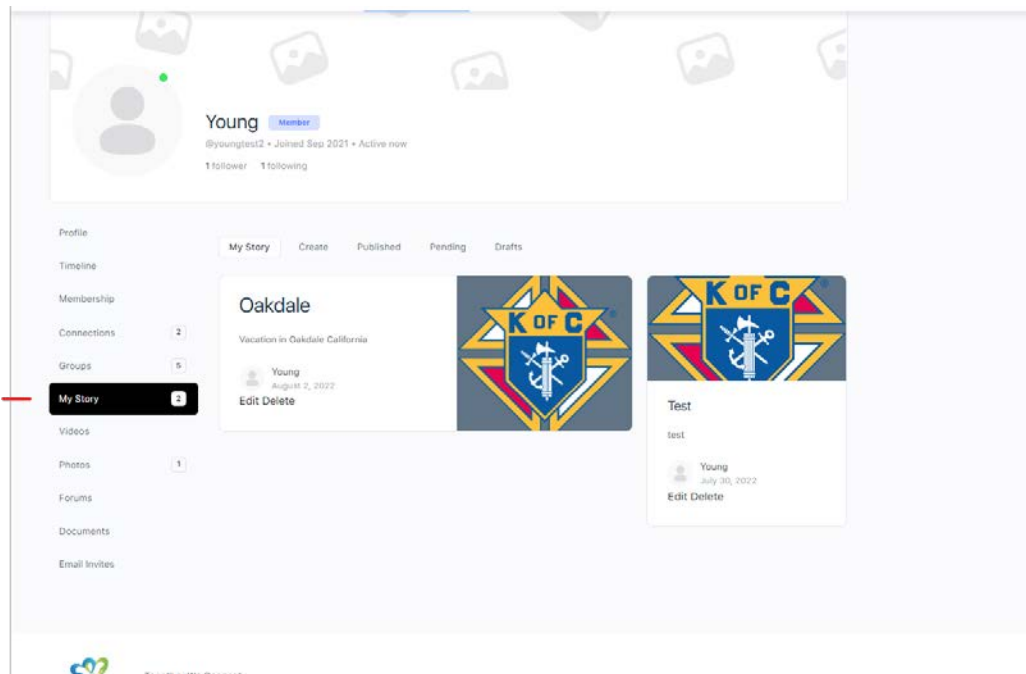 Young Member
@youngtest2 • Joined Sep 2021 • Active now
1 follower 1 following
Profile
Timeline
Membership
Connections 2
Groups 5
My Story 2
Videos
Photos 1
Forums
Documents
Email Invites
My Story Create Published Pending Drafts
Oakdale
Vacation in Oakdale California
Young
August 2, 2022
Edit Delete
K OF C
®
K OF C
®
Test
test
Young
July 30, 2022
Edit Delete